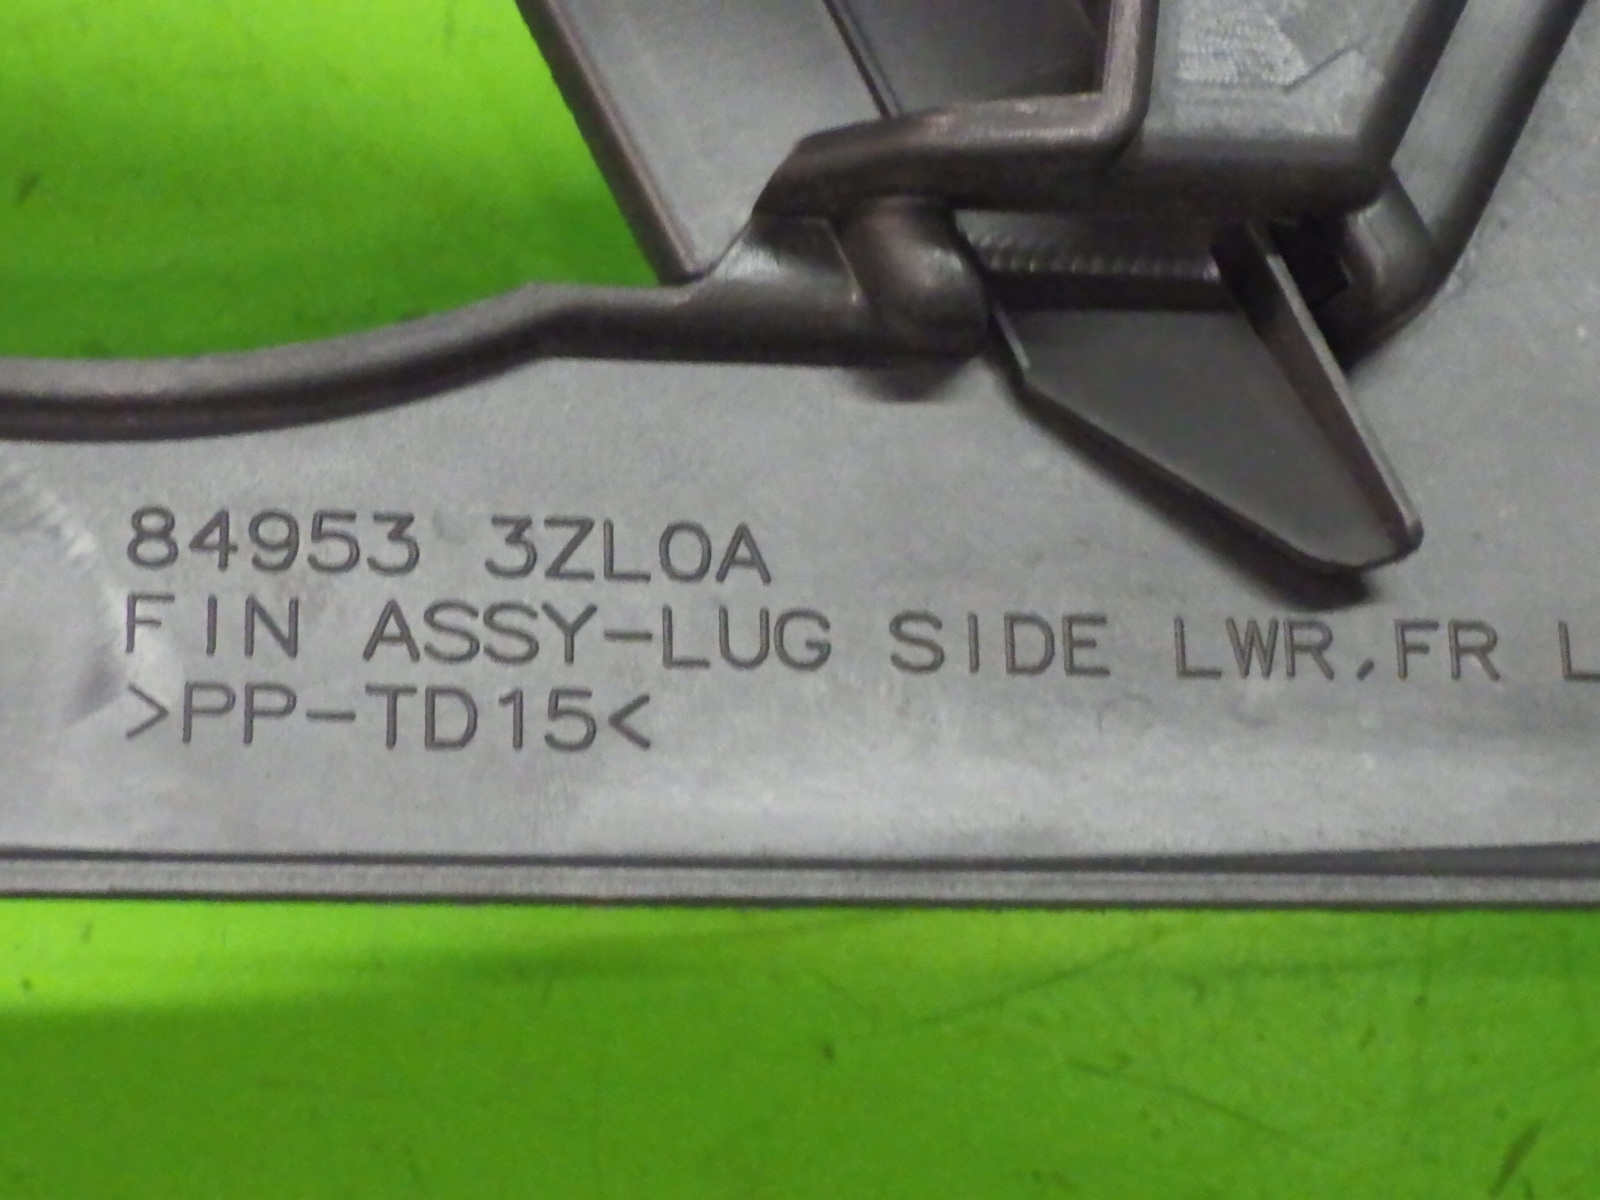 84953 3ZL0A
FIN ASSY-LUG SIDE LWR,FR L
>PP-TD15<